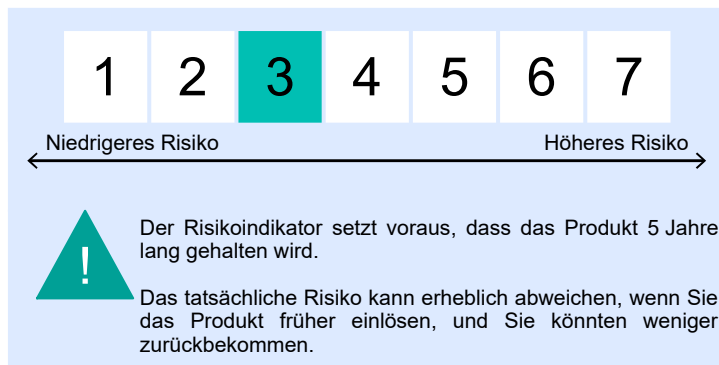 1 2 3 4 5 6 7
Niedrigeres Risiko Höheres Risiko
Der Risikoindikator setzt voraus, dass das Produkt 5 Jahre
lang gehalten wird.
!
Das tatsächliche Risiko kann erheblich abweichen, wenn Sie
das Produkt früher einlösen, und Sie könnten weniger
zurückbekommen.